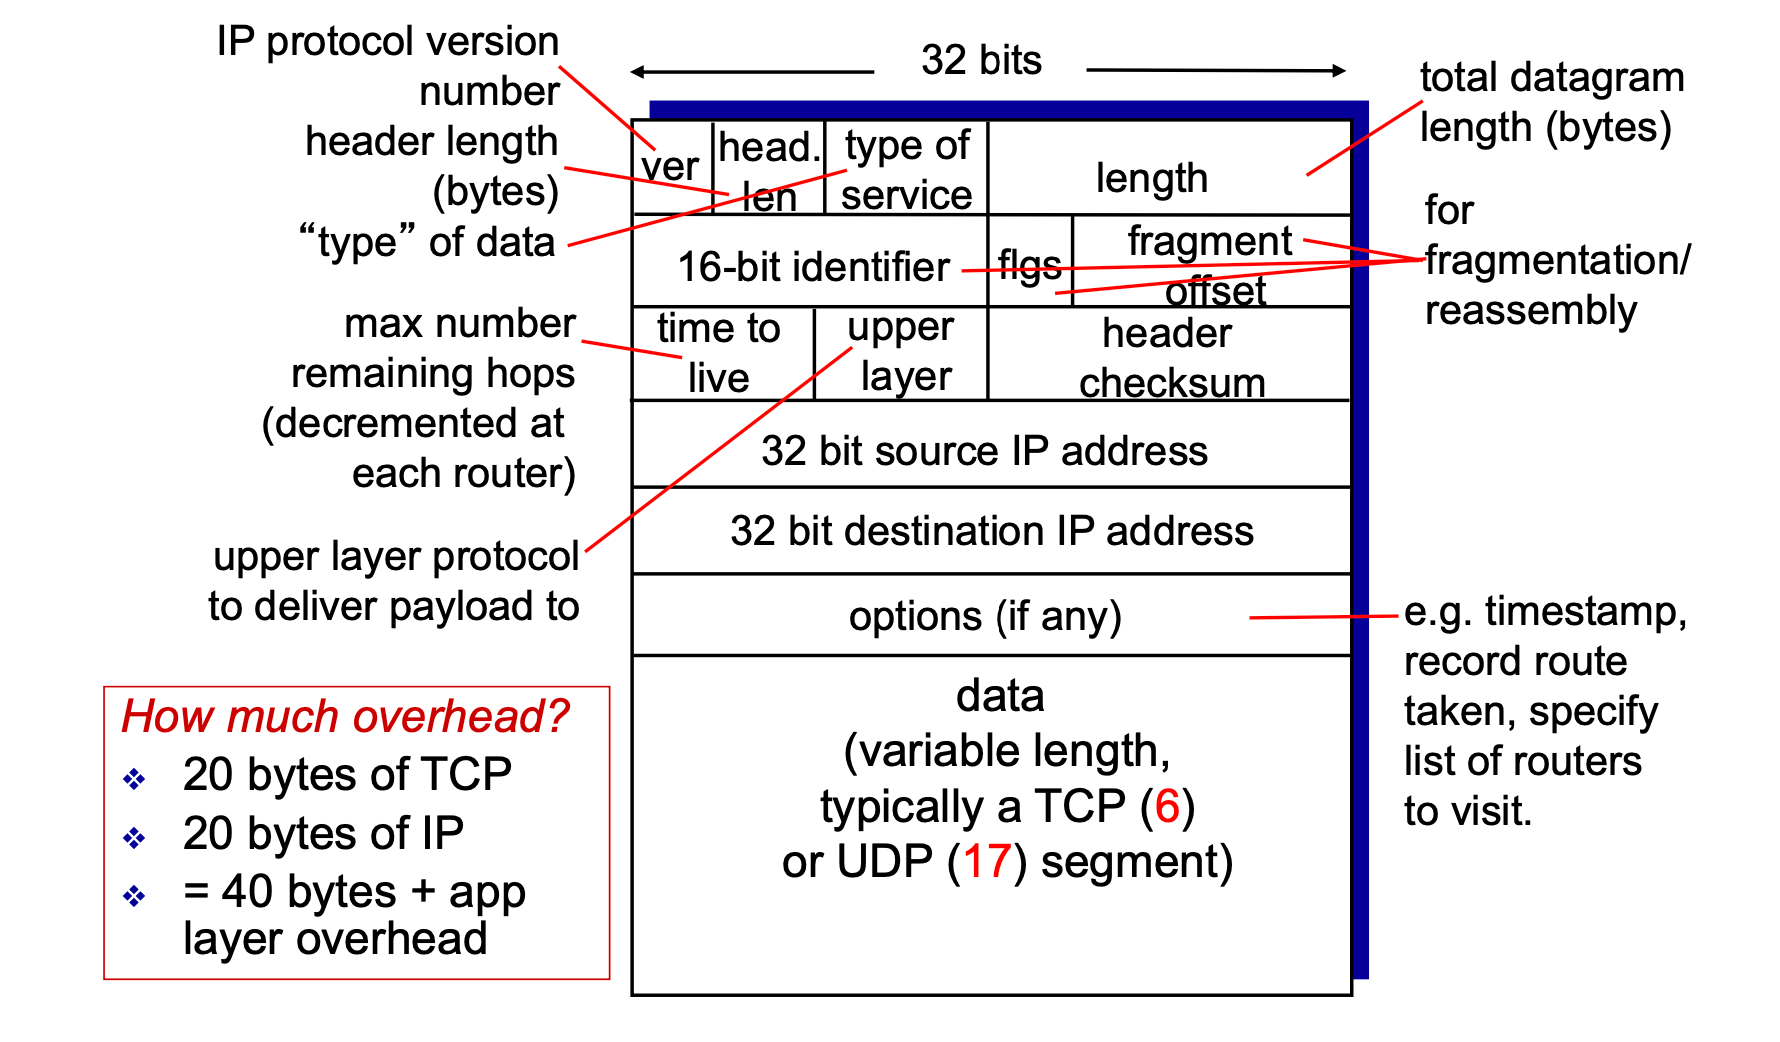 IP protocol version
number
header length
(bytes)
“type” of data
max number
remaining hops
(decremented at
each router)
upper layer protocol
to deliver payload to
How much overhead?
❖ 20 bytes of TCP
❖ 20 bytes of IP
❖ = 40 bytes + app
layer overhead
32 bits
ver
head.
len
type of
service
length
16-bit identifier
flgs
fragment
offset
time to
live
upper
layer
header
checksum
32 bit source IP address
32 bit destination IP address
options (if any)
data
(variable length,
typically a TCP (6)
or UDP (17) segment)
total datagram
length (bytes)
for
fragmentation/
reassembly
e.g. timestamp,
record route
taken, specify
list of routers
to visit.